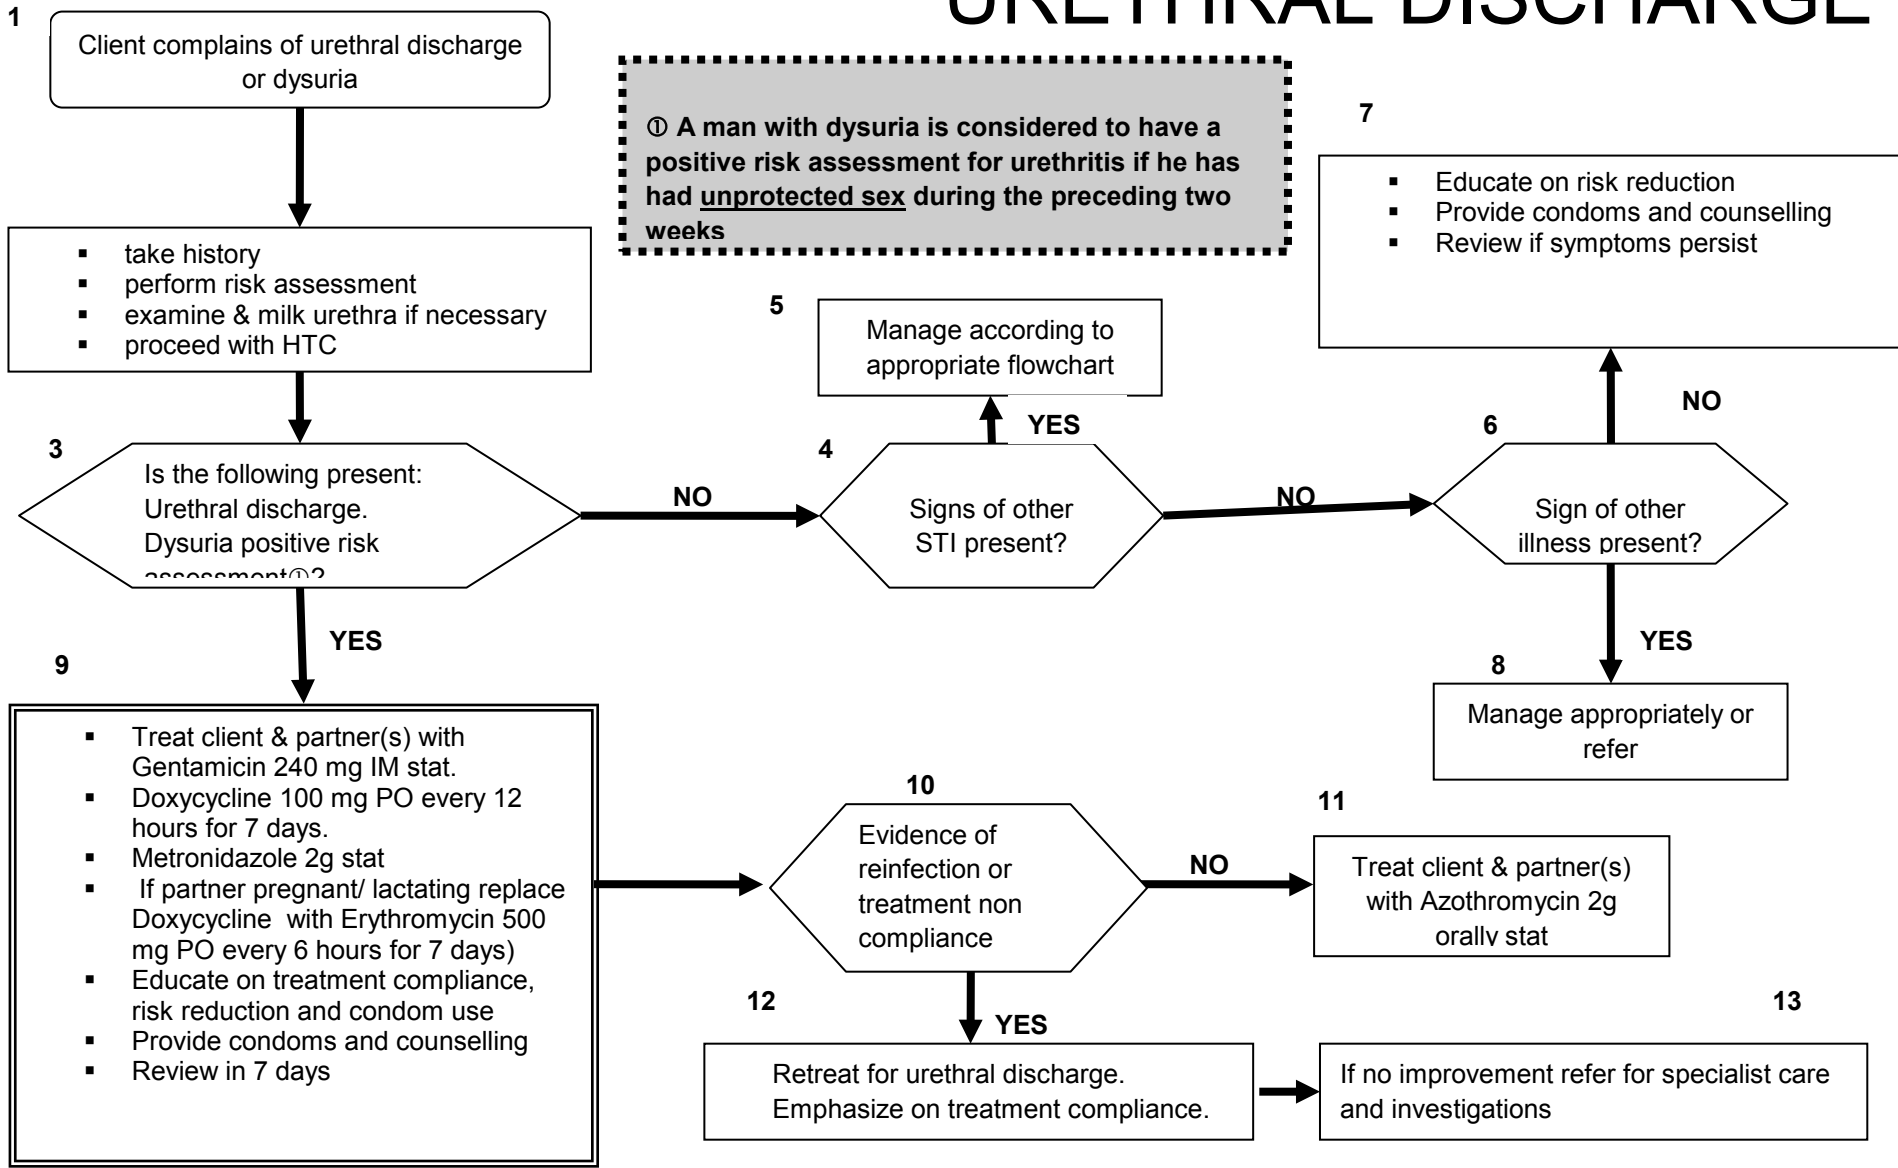 URETHRAL DISCHARGE
1
Client complains of urethral discharge
or dysuria
① A man with dysuria is considered to have a
positive risk assessment for urethritis if he has
had unprotected sex during the preceding two
weeks
7
▪ Educate on risk reduction
▪ Provide condoms and counselling
▪ Review if symptoms persist
▪ take history
▪ perform risk assessment
▪ examine & milk urethra if necessary
▪ proceed with HTC
5
Manage according to
appropriate flowchart
YES
NO
3
Is the following present:
Urethral discharge.
Dysuria positive risk
assessment①?
NO
4
Signs of other
STI present?
NO
6
Sign of other
illness present?
YES
YES
8
Manage appropriately or
refer
9
▪ Treat client & partner(s) with
Gentamicin 240 mg IM stat.
▪ Doxycycline 100 mg PO every 12
hours for 7 days.
▪ Metronidazole 2g stat
▪ If partner pregnant/ lactating replace
Doxycycline with Erythromycin 500
mg PO every 6 hours for 7 days)
▪ Educate on treatment compliance,
risk reduction and condom use
▪ Provide condoms and counselling
▪ Review in 7 days
10
Evidence of
reinfection or
treatment non
compliance
NO
11
Treat client & partner(s)
with Azothromycin 2g
orally stat
YES
12
Retreat for urethral discharge.
Emphasize on treatment compliance.
13
If no improvement refer for specialist care
and investigations